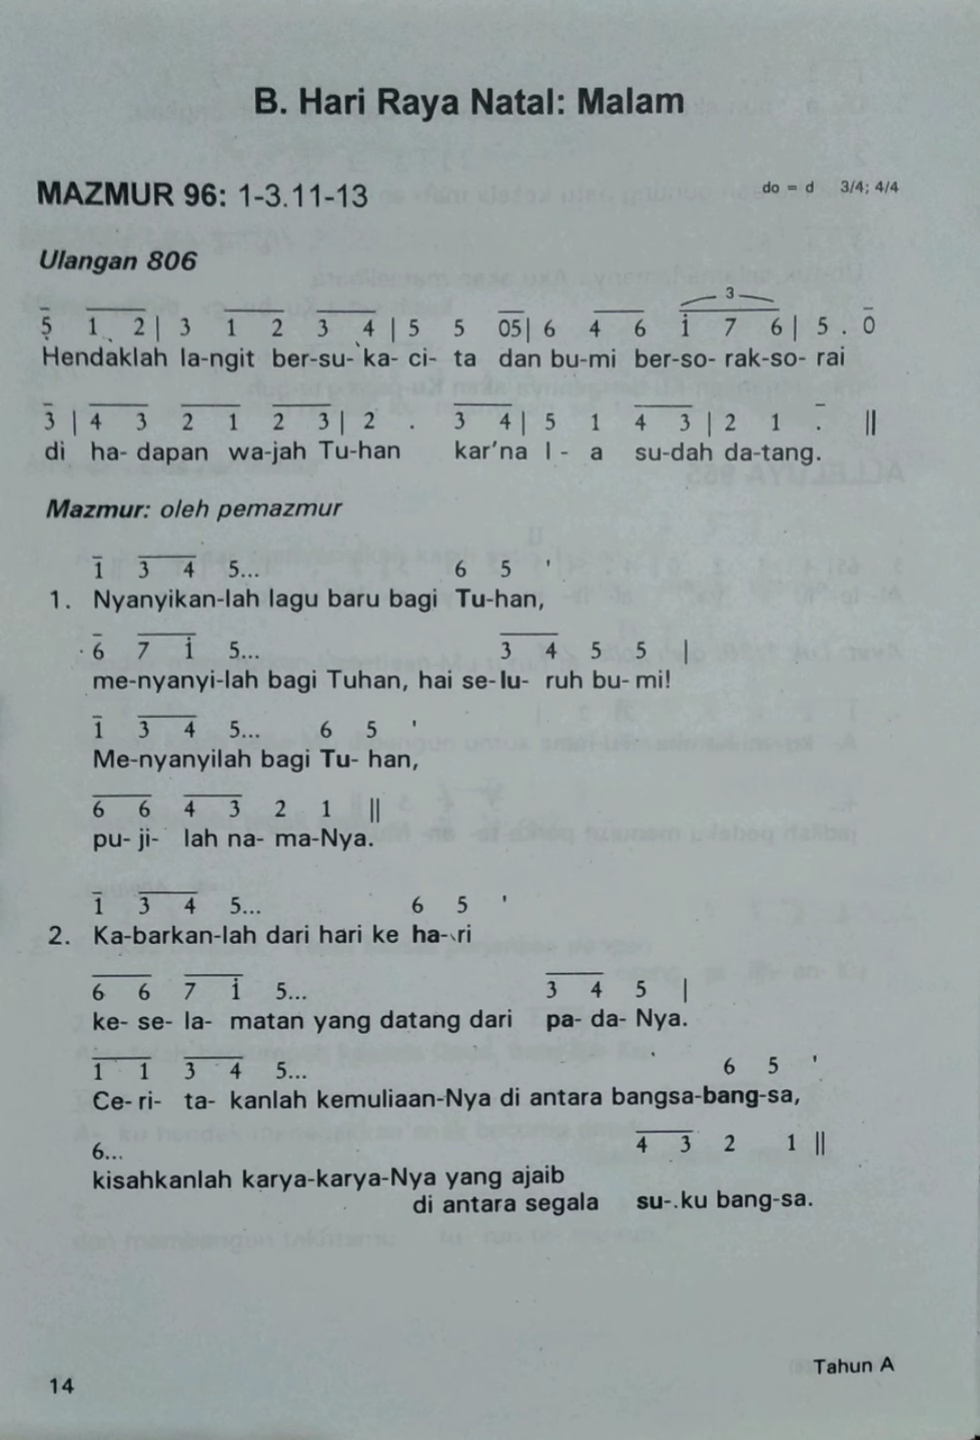 B. Hari Raya Natal: Malam
MAZMUR 96: 1-3.11-13 do = d 3/4; 4/4
Ulangan 806
3
5̣ 1 2 | 3 1 2 3 4 | 5 5 05 | 6 4 6 i 7 6 | 5 . 0
Hendaklah la-ngit ber-su- ka- ci- ta dan bu-mi ber-so- rak-so- rai
3 | 4 3 2 1 2 3 | 2 . 3 4 | 5 1 4 3 | 2 1 . ||
di ha- dapan wa-jah Tu-han kar'na I - a su-dah da-tang.
Mazmur: oleh pemazmur
1 3 4 5... 6 5 '
1. Nyanyikan-lah lagu baru bagi Tu-han,
6 7 i 5... 3 4 5 5 |
me-nyanyi-lah bagi Tuhan, hai se-lu- ruh bu- mi!
1 3 4 5... 6 5 '
Me-nyanyilah bagi Tu- han,
6 6 4 3 2 1 ||
pu- ji- lah na- ma-Nya.
1 3 4 5... 6 5 '
2. Ka-barkan-lah dari hari ke ha- ri
6 6 7 i 5... 3 4 5 |
ke- se- la- matan yang datang dari pa- da- Nya.
1 1 3 4 5... 6 5 '
Ce- ri- ta- kanlah kemuliaan-Nya di antara bangsa-bang-sa,
6... 4 3 2 1 ||
kisahkanlah karya-karya-Nya yang ajaib
di antara segala su- ku bang-sa.
Tahun A
14